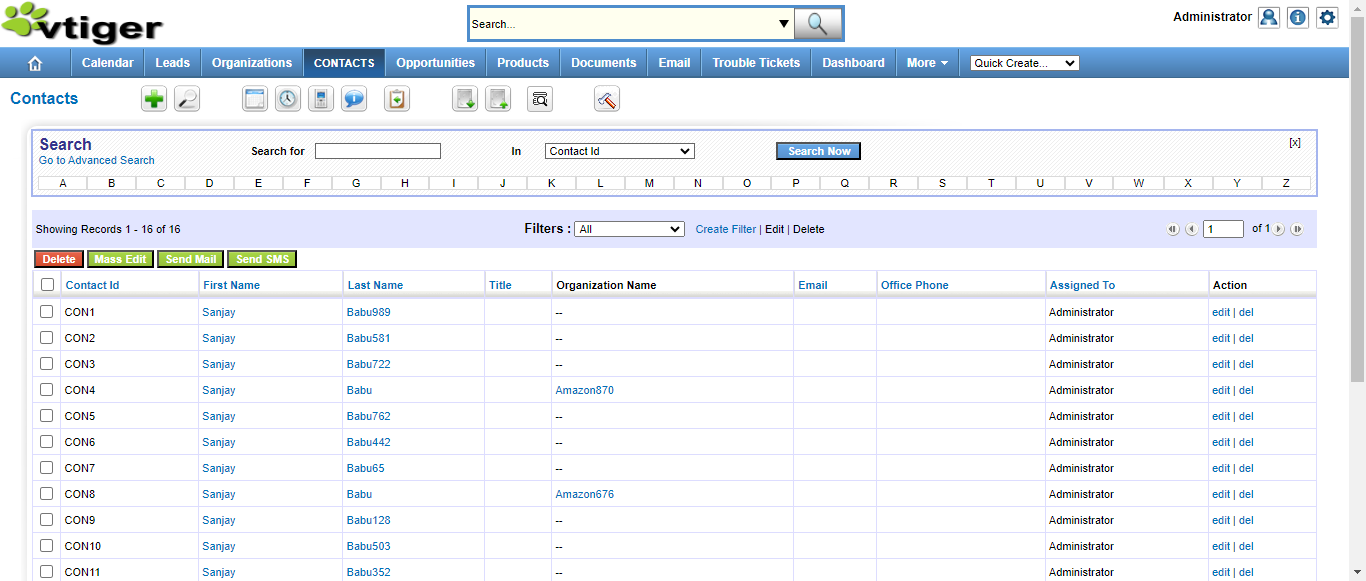 vtiger
Search...
Administrator
Calendar Leads Organizations CONTACTS Opportunities Products Documents Email Trouble Tickets Dashboard More Quick Create...
Contacts
Search
Go to Advanced Search
Search for In Contact Id Search Now [x]
A B C D E F G H I J K L M N O P Q R S T U V W X Y Z
Showing Records 1 - 16 of 16 Filters : All Create Filter | Edit | Delete 1 of 1
Delete Mass Edit Send Mail Send SMS
Contact Id First Name Last Name Title Organization Name Email Office Phone Assigned To Action
CON1 Sanjay Babu989 -- Administrator edit | del
CON2 Sanjay Babu581 -- Administrator edit | del
CON3 Sanjay Babu722 -- Administrator edit | del
CON4 Sanjay Babu Amazon870 Administrator edit | del
CON5 Sanjay Babu762 -- Administrator edit | del
CON6 Sanjay Babu442 -- Administrator edit | del
CON7 Sanjay Babu65 -- Administrator edit | del
CON8 Sanjay Babu Amazon676 Administrator edit | del
CON9 Sanjay Babu128 -- Administrator edit | del
CON10 Sanjay Babu503 -- Administrator edit | del
CON11 Sanjay Babu352 -- Administrator edit | del